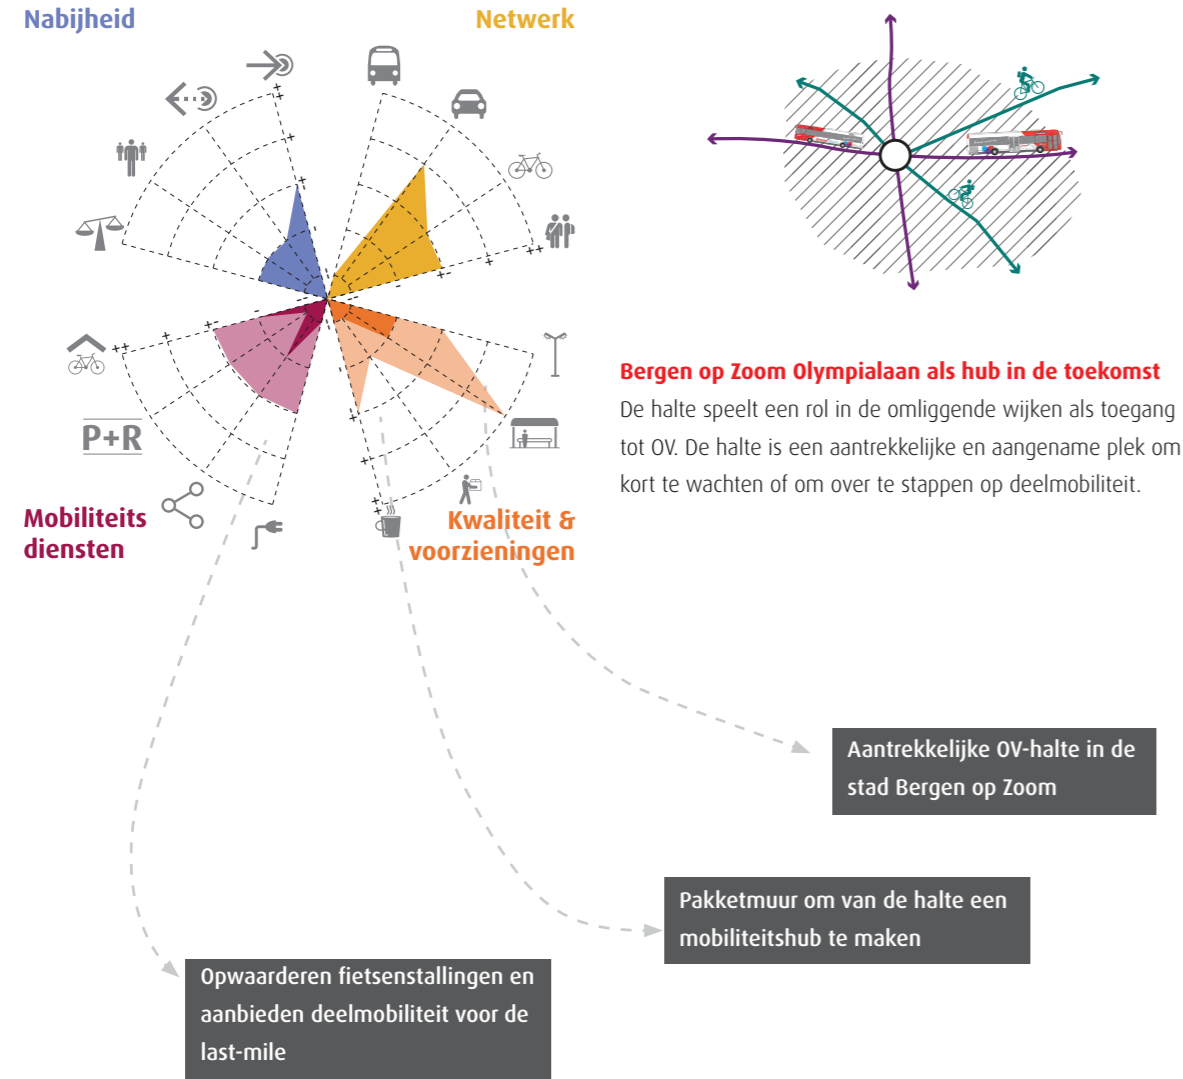 Nabijheid
Netwerk
P+R
Mobiliteits
diensten
Kwaliteit &
voorzieningen
Bergen op Zoom Olympialaan als hub in de toekomst
De halte speelt een rol in de omliggende wijken als toegang
tot OV. De halte is een aantrekkelijke en aangename plek om
kort te wachten of om over te stappen op deelmobiliteit.
Aantrekkelijke OV-halte in de
stad Bergen op Zoom
Pakketmuur om van de halte een
mobiliteitshub te maken
Opwaarderen fietsenstallingen en
aanbieden deelmobiliteit voor de
last-mile